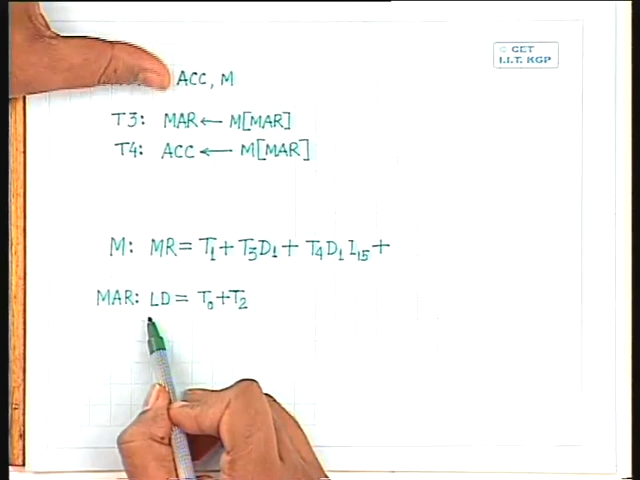 © CET
I.I.T. KGP
ACC, M
T3: MAR ← M[MAR]
T4: ACC ← M[MAR]
M: MR = T₁ + T₃D₁ + T₄D₁I₁₅ +
MAR: LD = T₀ + T₂